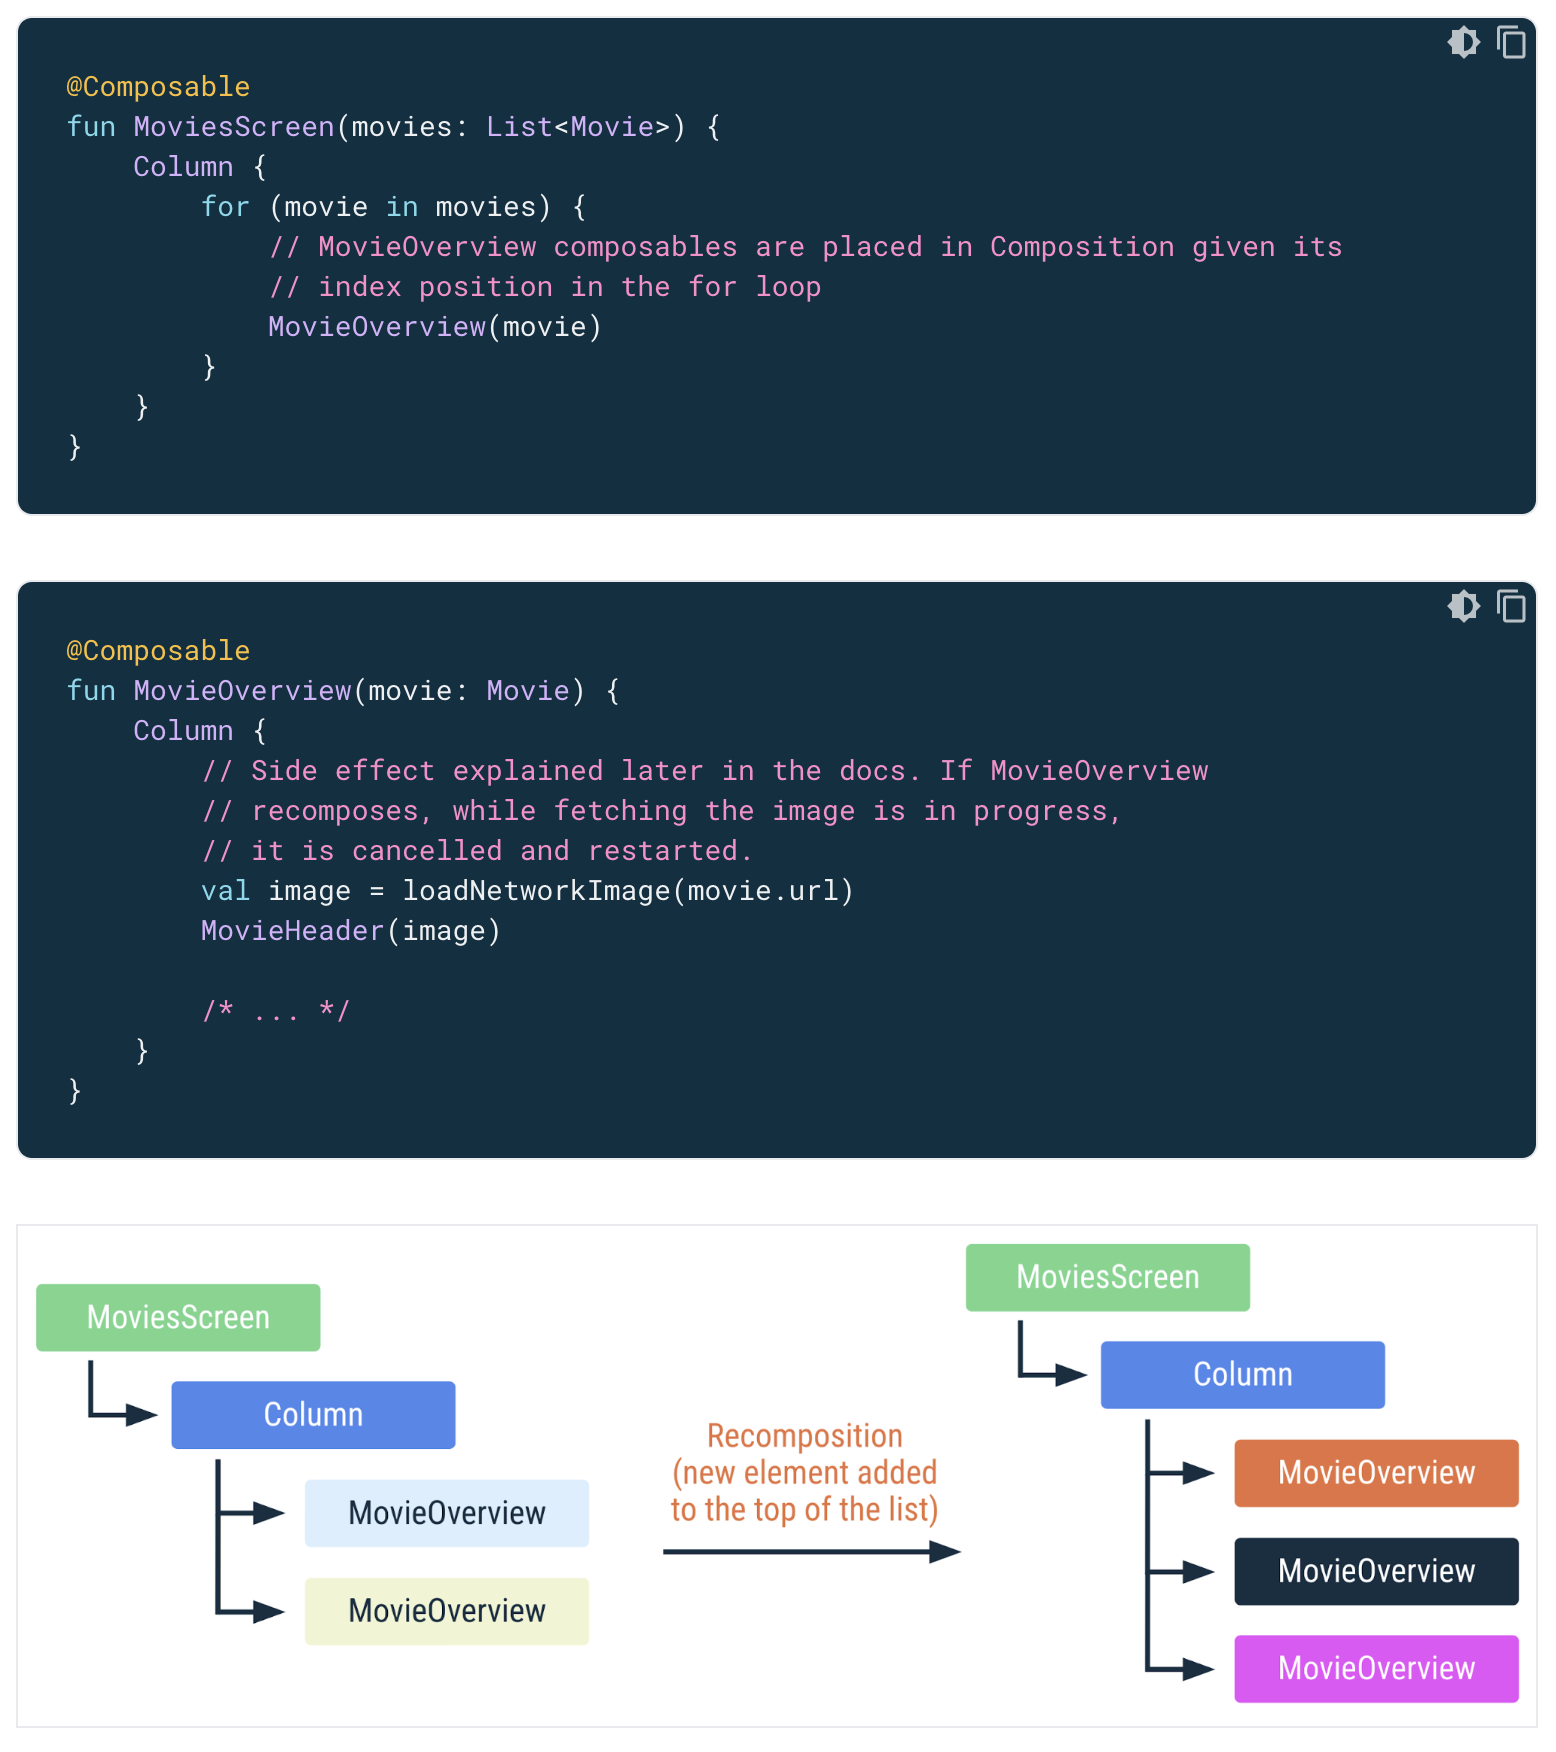 @Composable
fun MoviesScreen(movies: List<Movie>) {
    Column {
        for (movie in movies) {
            // MovieOverview composables are placed in Composition given its
            // index position in the for loop
            MovieOverview(movie)
        }
    }
}
@Composable
fun MovieOverview(movie: Movie) {
    Column {
        // Side effect explained later in the docs. If MovieOverview
        // recomposes, while fetching the image is in progress,
        // it is cancelled and restarted.
        val image = loadNetworkImage(movie.url)
        MovieHeader(image)
        /* ... */
    }
}
MoviesScreen
Column
MovieOverview
MovieOverview
Recomposition
(new element added
to the top of the list)
MoviesScreen
Column
MovieOverview
MovieOverview
MovieOverview